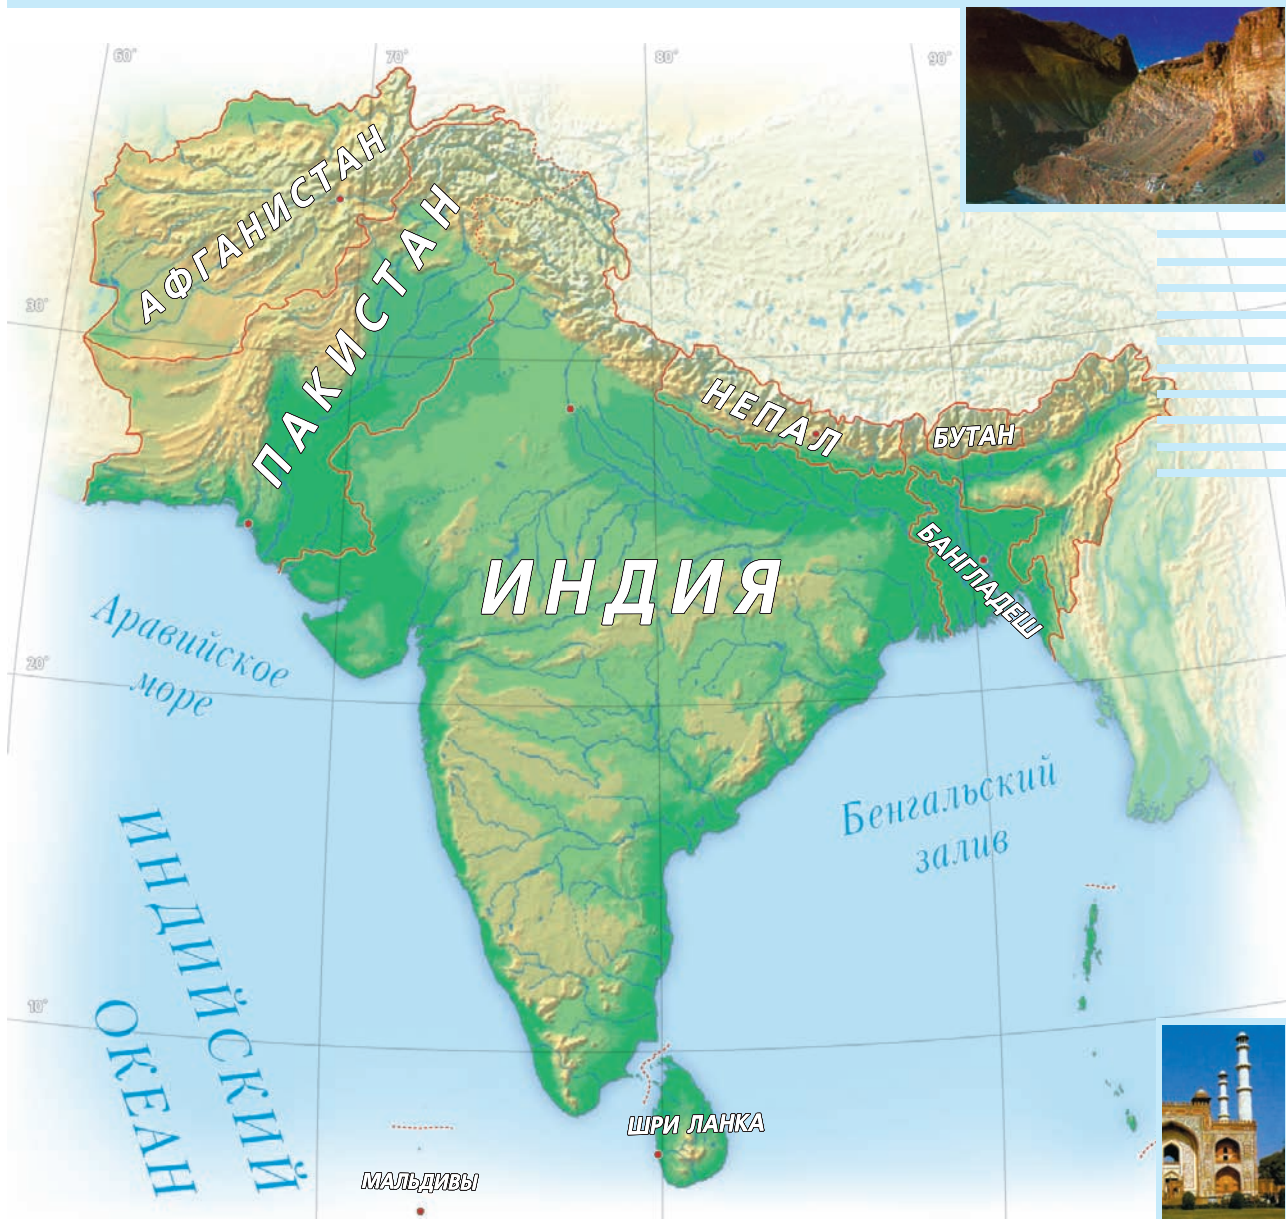 60°
70°
80°
90°
АФГАНИСТАН
ПАКИСТАН
30°
НЕПАЛ
БУТАН
ИНДИЯ
БАНГЛАДЕШ
Аравийское
море
20°
Бенгальский
залив
ИНДИЙСКИЙ
ОКЕАН
10°
ШРИ ЛАНКА
МАЛЬДИВЫ